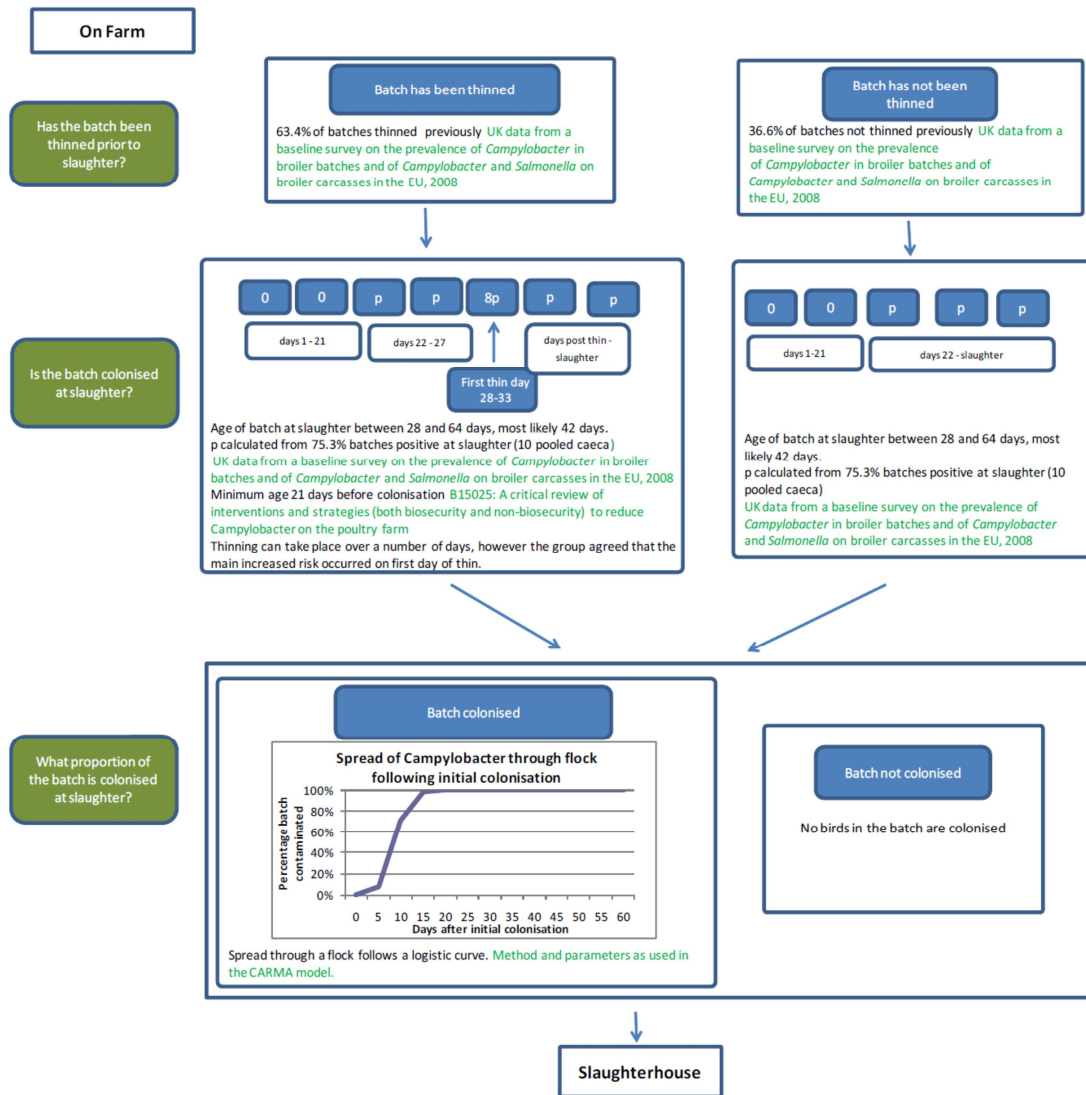 On Farm
Has the batch been
thinned prior to
slaughter?
Batch has been thinned
63.4% of batches thinned previously UK data from a
baseline survey on the prevalence of Campylobacter in
broiler batches and of Campylobacter and Salmonella on
broiler carcasses in the EU, 2008
Batch has not been
thinned
36.6% of batches not thinned previously UK data from a
baseline survey on the prevalence
of Campylobacter in broiler batches and of
Campylobacter and Salmonella on broiler carcasses in
the EU, 2008
Is the batch colonised
at slaughter?
0 0 p p 8p p p
days 1 - 21
days 22 - 27
days post thin -
slaughter
First thin day
28-33
Age of batch at slaughter between 28 and 64 days, most likely 42 days.
p calculated from 75.3% batches positive at slaughter (10 pooled caeca)
UK data from a baseline survey on the prevalence of Campylobacter in broiler
batches and of Campylobacter and Salmonella on broiler carcasses in the EU, 2008
Minimum age 21 days before colonisation B15025: A critical review of
interventions and strategies (both biosecurity and non-biosecurity) to reduce
Campylobacter on the poultry farm
Thinning can take place over a number of days, however the group agreed that the
main increased risk occurred on first day of thin.
0 0 p p p
days 1-21
days 22 - slaughter
Age of batch at slaughter between 28 and 64 days, most
likely 42 days.
p calculated from 75.3% batches positive at slaughter (10
pooled caeca)
UK data from a baseline survey on the prevalence of
Campylobacter in broiler batches and of Campylobacter
and Salmonella on broiler carcasses in the EU, 2008
What proportion of
the batch is colonised
at slaughter?
Batch colonised
Spread of Campylobacter through flock
following initial colonisation
Percentage batch
contaminated
100%
80%
60%
40%
20%
0%
0 5 10 15 20 25 30 35 40 45 50 55 60
Days after initial colonisation
Spread through a flock follows a logistic curve. Method and parameters as used in
the CARMA model.
Batch not colonised
No birds in the batch are colonised
Slaughterhouse